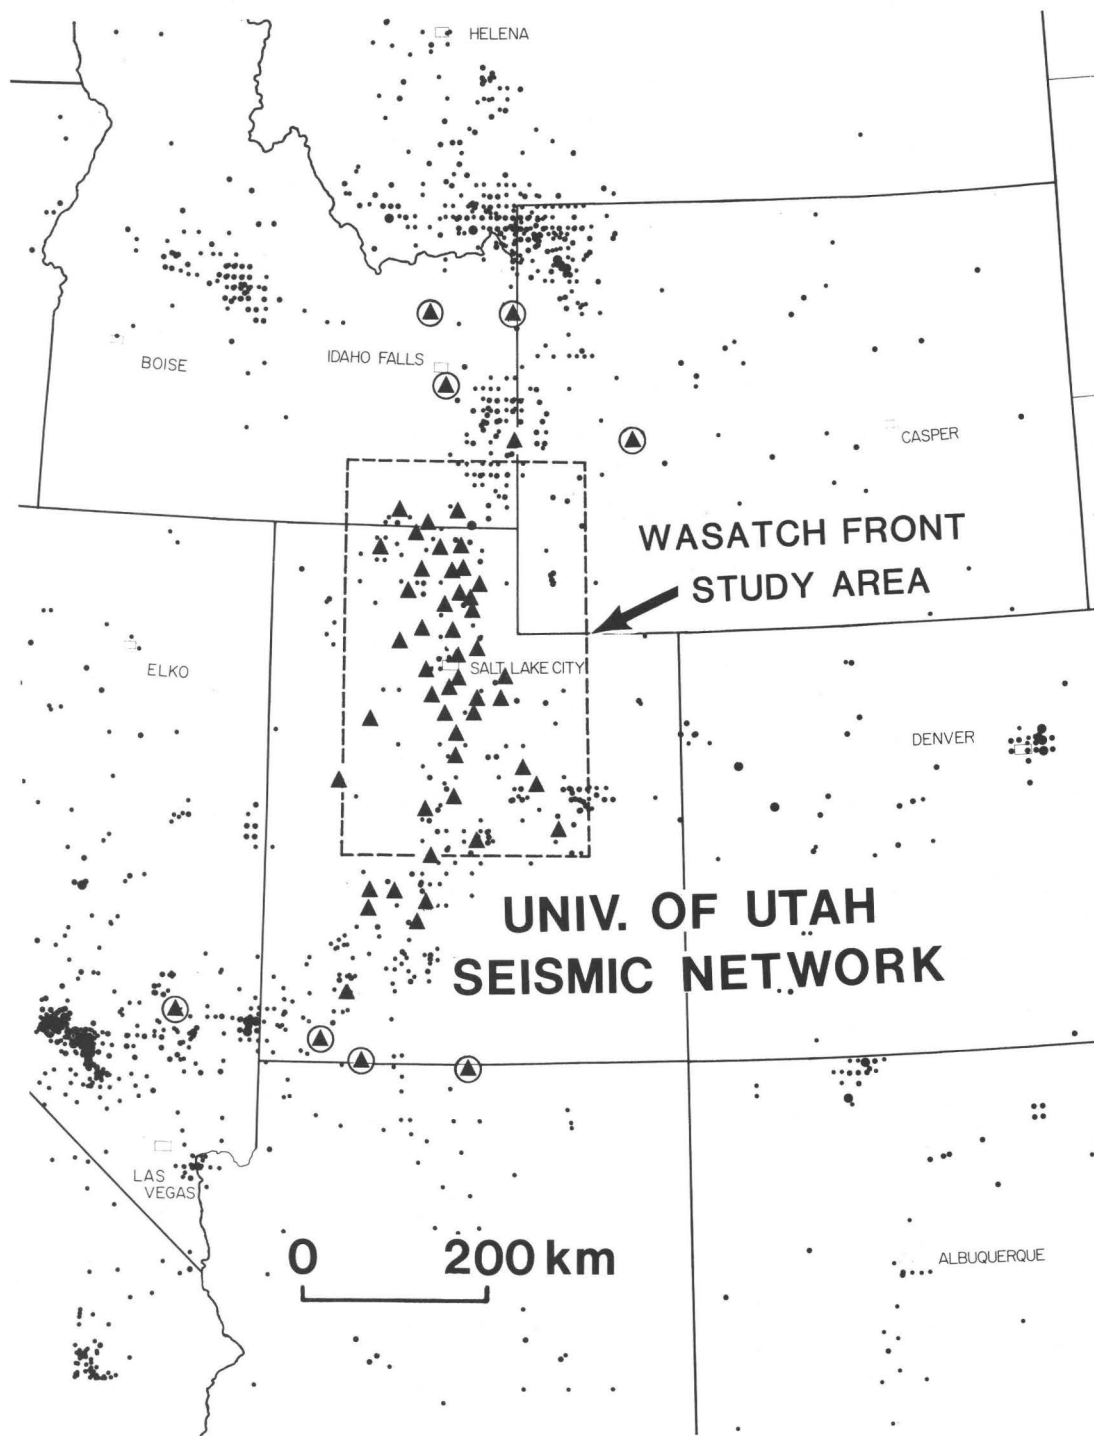 HELENA
BOISE
IDAHO FALLS
CASPER
WASATCH FRONT
STUDY AREA
ELKO
SALT LAKE CITY
DENVER
UNIV. OF UTAH
SEISMIC NETWORK
LAS
VEGAS
0 200 km
ALBUQUERQUE